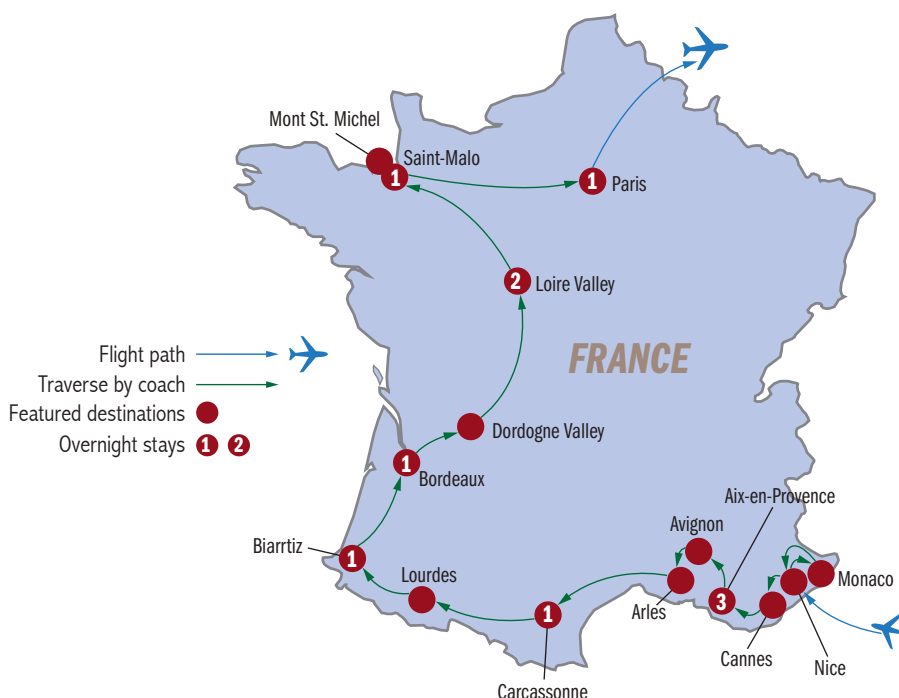 Mont St. Michel
Saint-Malo
1
1
Paris
2
Loire Valley
FRANCE
Flight path
Traverse by coach
Featured destinations
Overnight stays 1 2
Dordogne Valley
1
Bordeaux
Aix-en-Provence
Avignon
Biarrtiz
1
Lourdes
Monaco
3
1
Arles
Cannes
Nice
Carcassonne